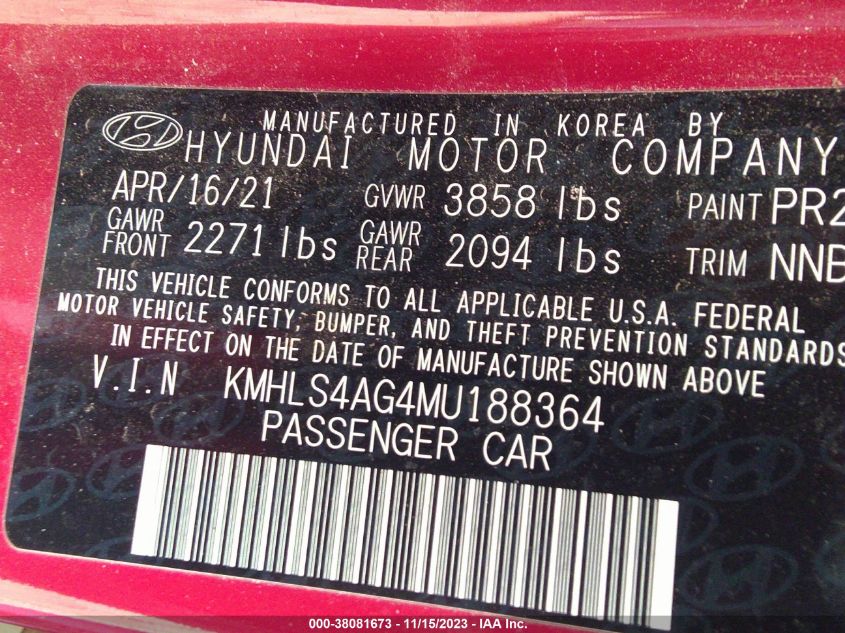 MANUFACTURED IN KOREA BY
HYUNDAI MOTOR COMPANY
APR/16/21 GVWR 3858 lbs PAINT PR2
GAWR FRONT 2271 lbs GAWR REAR 2094 lbs TRIM NNB
THIS VEHICLE CONFORMS TO ALL APPLICABLE U.S.A. FEDERAL
MOTOR VEHICLE SAFETY, BUMPER, AND THEFT PREVENTION STANDARDS
IN EFFECT ON THE DATE OF MANUFACTURE SHOWN ABOVE
V.I.N KMHLS4AG4MU188364
PASSENGER CAR
000-38081673 - 11/15/2023 - IAA Inc.